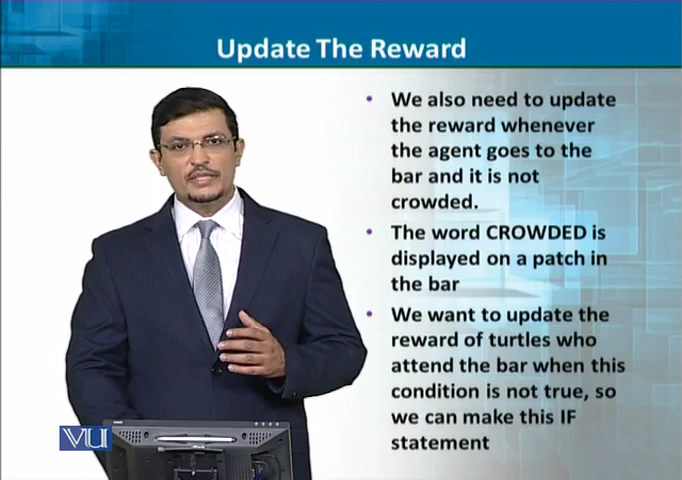 Update The Reward
• We also need to update
the reward whenever
the agent goes to the
bar and it is not
crowded.
• The word CROWDED is
displayed on a patch in
the bar
• We want to update the
reward of turtles who
attend the bar when this
condition is not true, so
we can make this IF
statement
VU